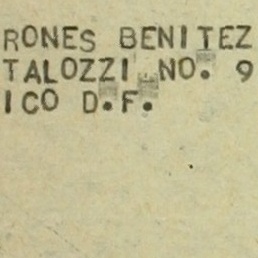 RONES BENITEZ
TALOZZI NO. 9
ICO D.F.